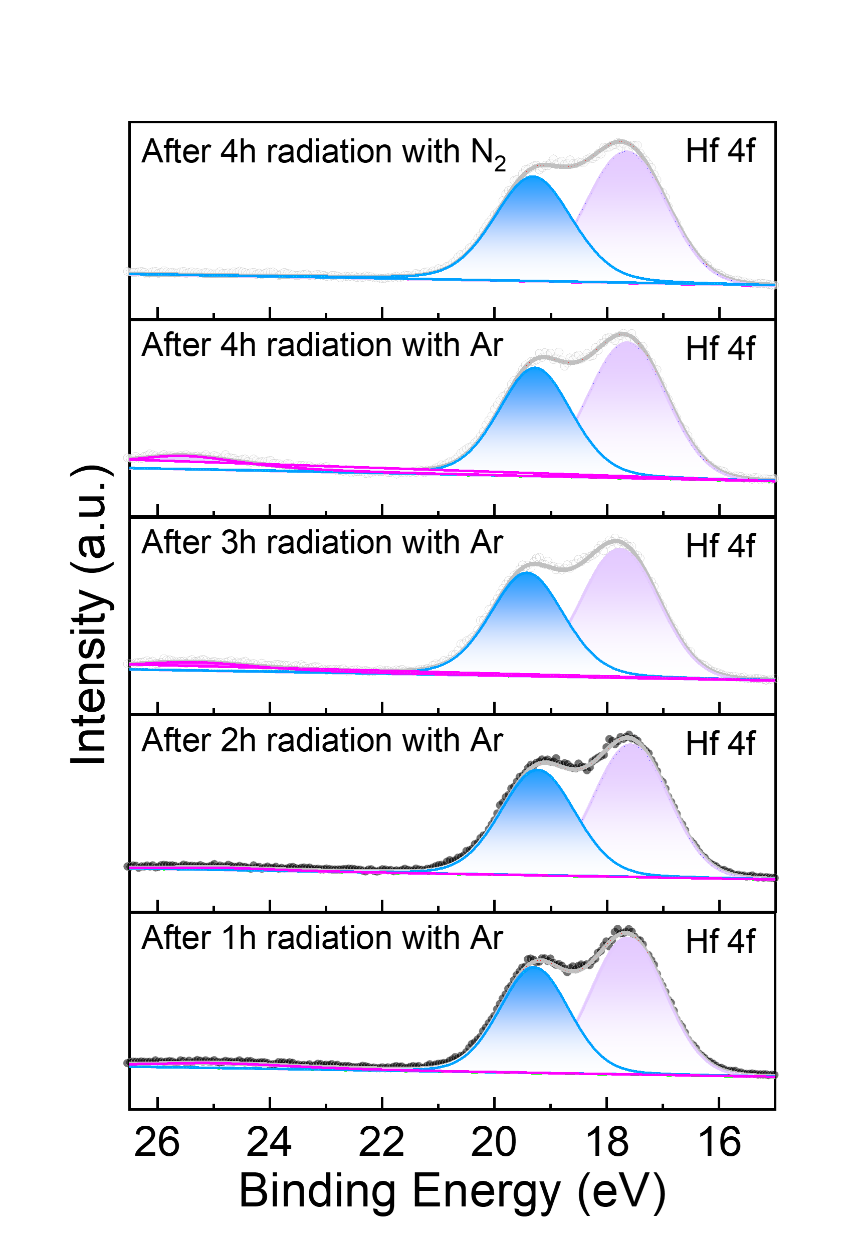 After 4h radiation with N₂ Hf 4f
After 4h radiation with Ar Hf 4f
After 3h radiation with Ar Hf 4f
After 2h radiation with Ar Hf 4f
After 1h radiation with Ar Hf 4f
Intensity (a.u.)
26 24 22 20 18 16
Binding Energy (eV)